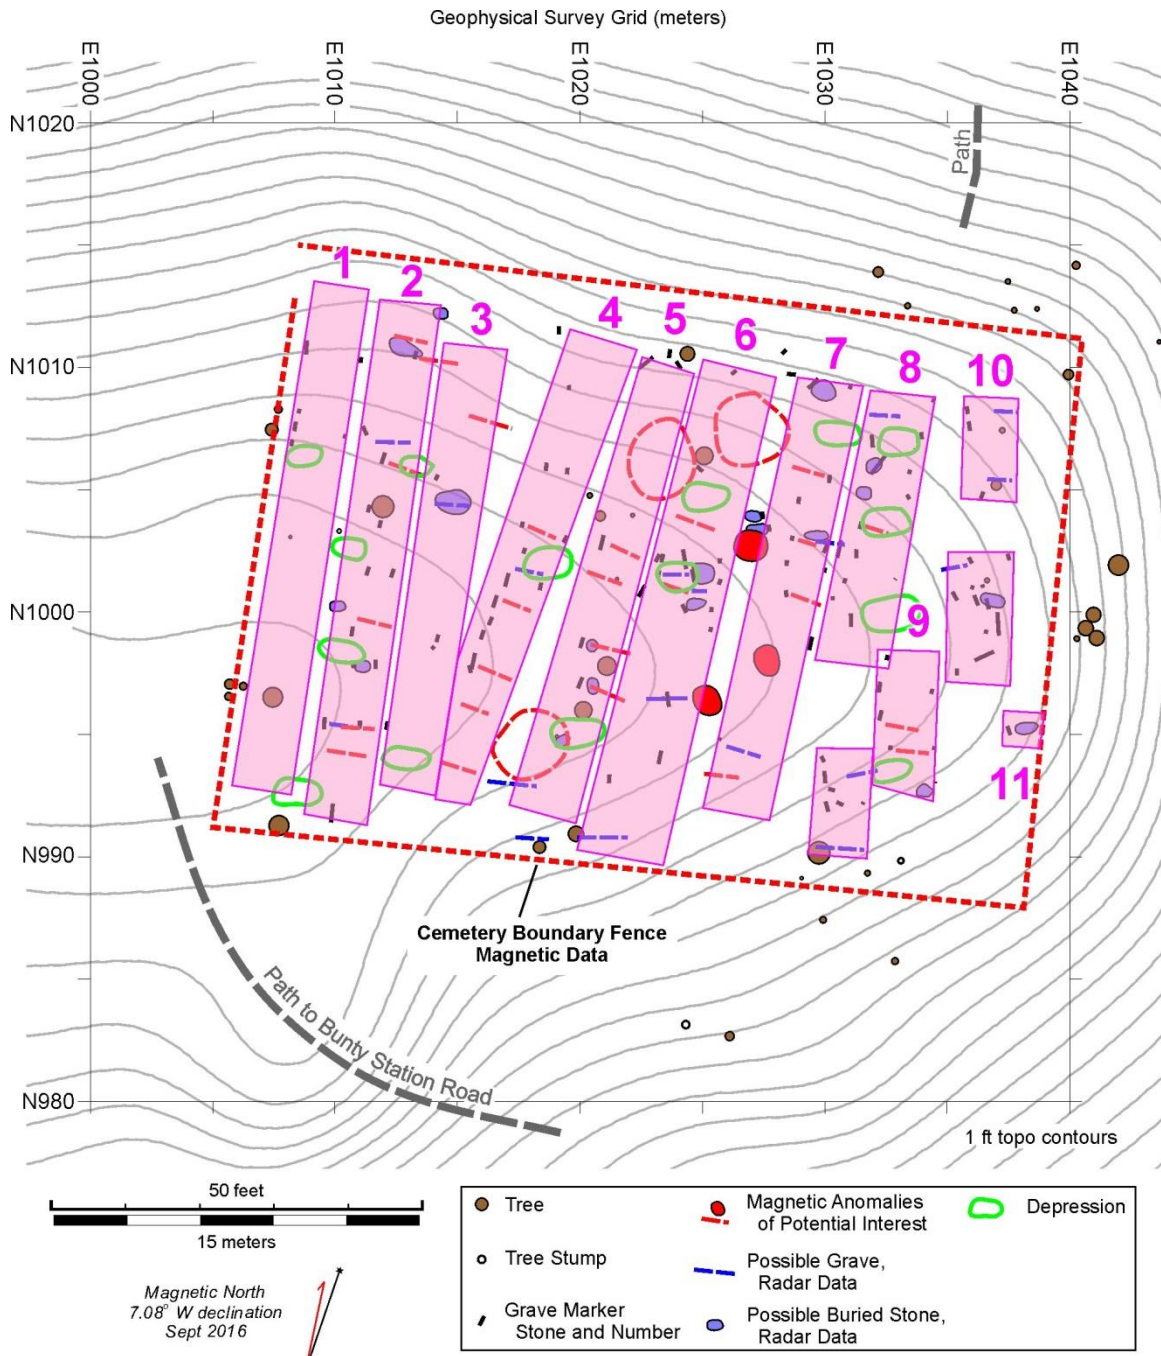 Geophysical Survey Grid (meters)
E1000
E1010
E1020
E1030
E1040
N1020
Path
1
2
3
4
5
6
7
8
10
N1010
N1000
9
11
N990
Cemetery Boundary Fence
Magnetic Data
Path to Bunty Station Road
N980
1 ft topo contours
50 feet
15 meters
Magnetic North
7.08° W declination
Sept 2016
Tree
Tree Stump
Grave Marker
Stone and Number
Magnetic Anomalies
of Potential Interest
Possible Grave,
Radar Data
Possible Buried Stone,
Radar Data
Depression